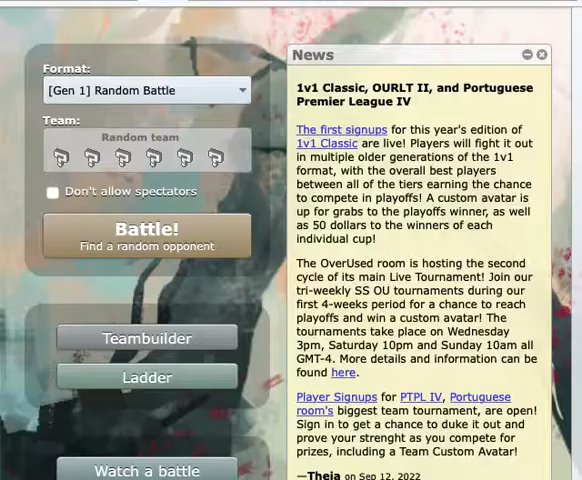 Format:
[Gen 1] Random Battle
Team:
Random team
Don't allow spectators
Battle!
Find a random opponent
Teambuilder
Ladder
Watch a battle
News
1v1 Classic, OURLT II, and Portuguese
Premier League IV
The first signups for this year's edition of
1v1 Classic are live! Players will fight it out
in multiple older generations of the 1v1
format, with the overall best players
between all of the tiers earning the chance
to compete in playoffs! A custom avatar is
up for grabs to the playoffs winner, as well
as 50 dollars to the winners of each
individual cup!
The OverUsed room is hosting the second
cycle of its main Live Tournament! Join our
tri-weekly SS OU tournaments during our
first 4-weeks period for a chance to reach
playoffs and win a custom avatar! The
tournaments take place on Wednesday
3pm, Saturday 10pm and Sunday 10am all
GMT-4. More details and information can be
found here.
Player Signups for PTPL IV, Portuguese
room's biggest team tournament, are open!
Sign in to get a chance to duke it out and
prove your strenght as you compete for
prizes, including a Team Custom Avatar!
—Theia on Sep 12, 2022